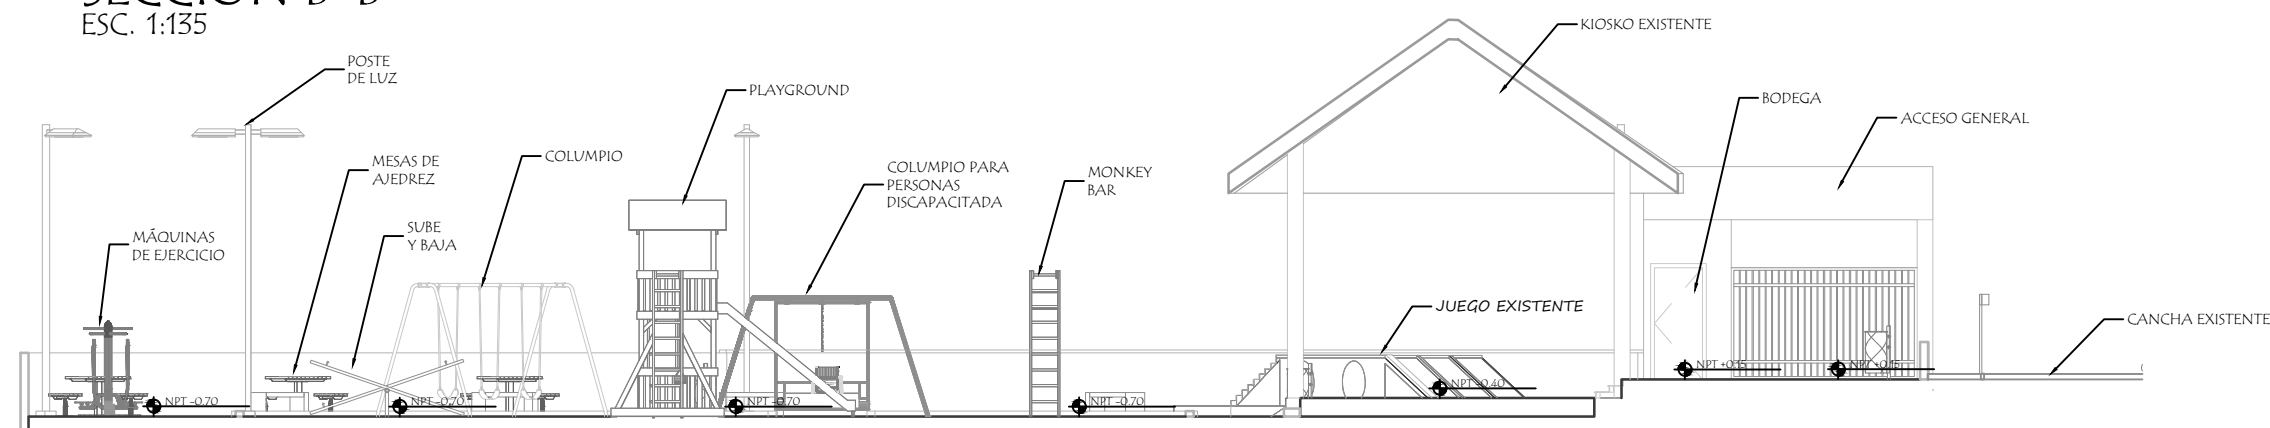 SECCIÓN B-B
ESC. 1:135
KIOSKO EXISTENTE
POSTE
DE LUZ
PLAYGROUND
BODEGA
ACCESO GENERAL
MESAS DE
AJEDREZ
COLUMPIO
COLUMPIO PARA
PERSONAS
DISCAPACITADA
MONKEY
BAR
SUBE
Y BAJA
MÁQUINAS
DE EJERCICIO
JUEGO EXISTENTE
CANCHA EXISTENTE
NPT +0.15
NPT +0.15
NPT -0.40
NPT -0.70
NPT -0.70
NPT -0.70
NPT -0.70